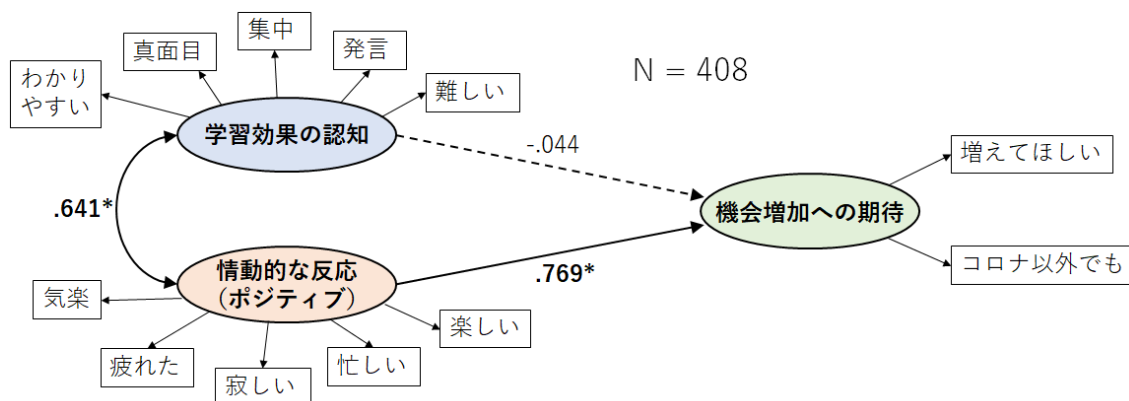 集中
真面目
発言
N = 408
わかり
やすい
難しい
学習効果の認知
-.044
増えてほしい
機会増加への期待
.641*
情動的な反応
（ポジティブ）
.769*
コロナ以外でも
気楽
楽しい
疲れた
忙しい
寂しい